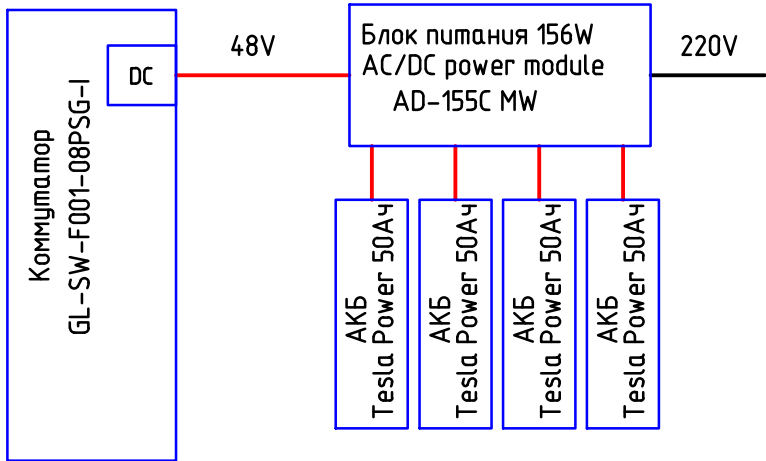 Коммутатор
GL-SW-F001-08PSG-I
DC
48V
Блок питания 156W
AC/DC power module
AD-155C MW
220V
АКБ
Tesla Power 50Ач
АКБ
Tesla Power 50Ач
АКБ
Tesla Power 50Ач
АКБ
Tesla Power 50Ач